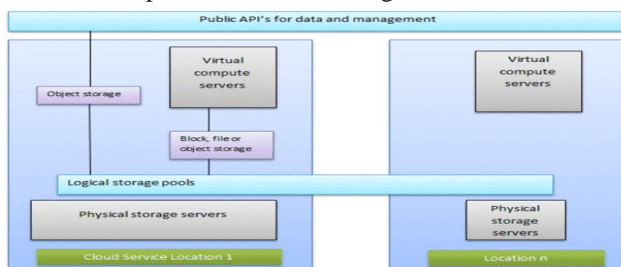 Public API's for data and management
Virtual
compute
servers
Virtual
compute
servers
Object storage
Block, file or
object storage
Logical storage pools
Physical storage servers
Physical
storage
servers
Cloud Service Location 1
Location n